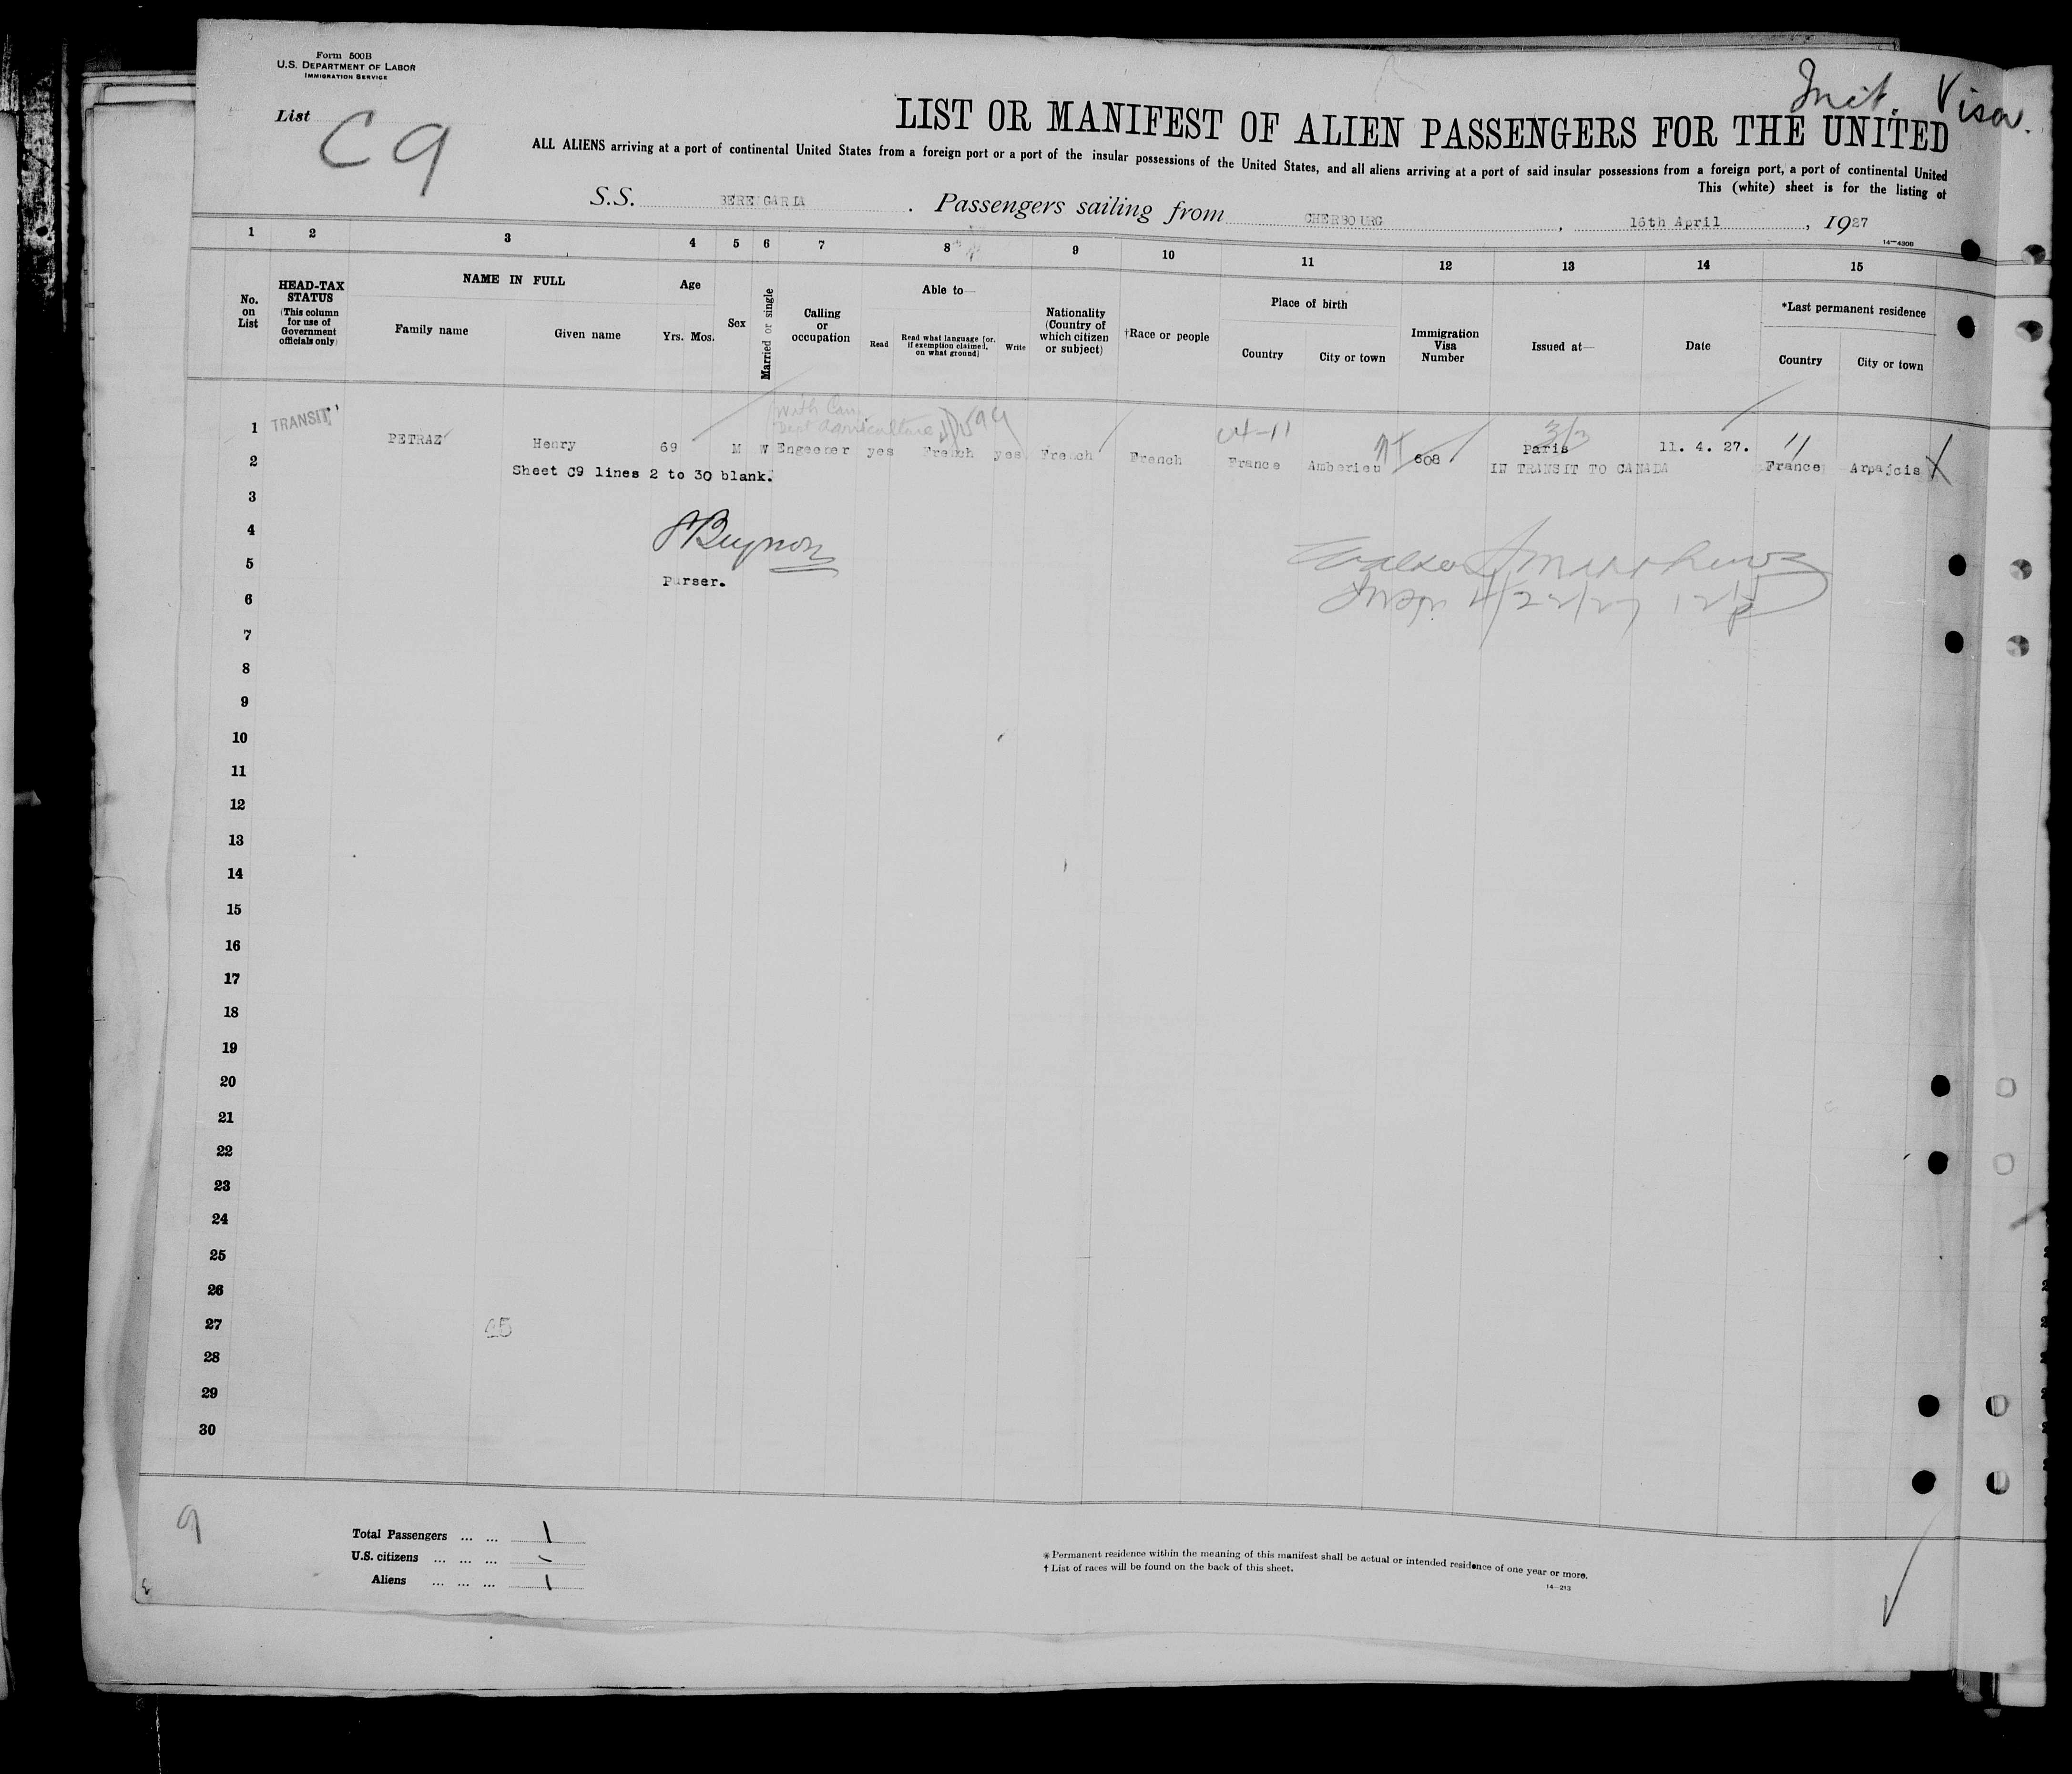 Form 500B
U.S. DEPARTMENT OF LABOR
IMMIGRATION SERVICE
List C9
Init. Visa.
LIST OR MANIFEST OF ALIEN PASSENGERS FOR THE UNITED
ALL ALIENS arriving at a port of continental United States from a foreign port or a port of the insular possessions of the United States, and all aliens arriving at a port of said insular possessions from a foreign port, a port of continental United
This (white) sheet is for the listing of
S.S. BERENGARIA. Passengers sailing from CHERBOURG, 16th April, 1927
14—4306
1 2 3 4 5 6 7 8 9 10 11 12 13 14 15
No. on List
HEAD-TAX STATUS (This column for use of Government officials only)
NAME IN FULL
Family name
Given name
Age
Yrs. Mos.
Sex
Married or single
Calling or occupation
Able to—
Read
Read what language [or, if exemption claimed, on what ground]
Write
Nationality (Country of which citizen or subject)
†Race or people
Place of birth
Country
City or town
Immigration Visa Number
Issued at—
Date
*Last permanent residence
Country
City or town
With Can.
Dept Agriculture
1 TRANSIT PETRAZ Henry 69 M W Engeener yes French yes French French France Amberieu 608 Paris 11. 4. 27. France Arpajcis
IN TRANSIT TO CANADA
2 Sheet C9 lines 2 to 30 blank.
3
4
5
Purser.
6
7
8
9
10
11
12
13
14
15
16
17
18
19
20
21
22
23
24
25
26
27
28
29
30
9
Total Passengers ... ... 1
U.S. citizens ... ... ... -
Aliens ... ... ... 1
* Permanent residence within the meaning of this manifest shall be actual or intended residence of one year or more.
† List of races will be found on the back of this sheet.
14—213